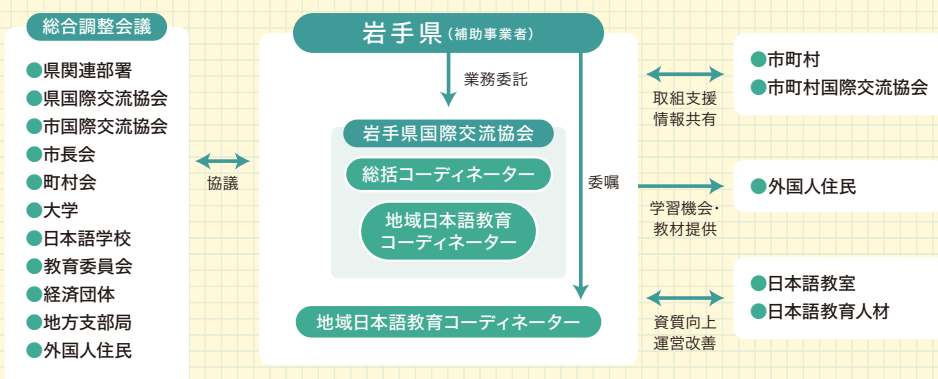 総合調整会議
●県関連部署
●県国際交流協会
●市国際交流協会
●市長会
●町村会
●大学
●日本語学校
●教育委員会
●経済団体
●地方支部局
●外国人住民
協議
岩手県(補助事業者)
業務委託
岩手県国際交流協会
総括コーディネーター
地域日本語教育
コーディネーター
委嘱
地域日本語教育コーディネーター
取組支援
情報共有
●市町村
●市町村国際交流協会
学習機会・
教材提供
●外国人住民
資質向上
運営改善
●日本語教室
●日本語教育人材